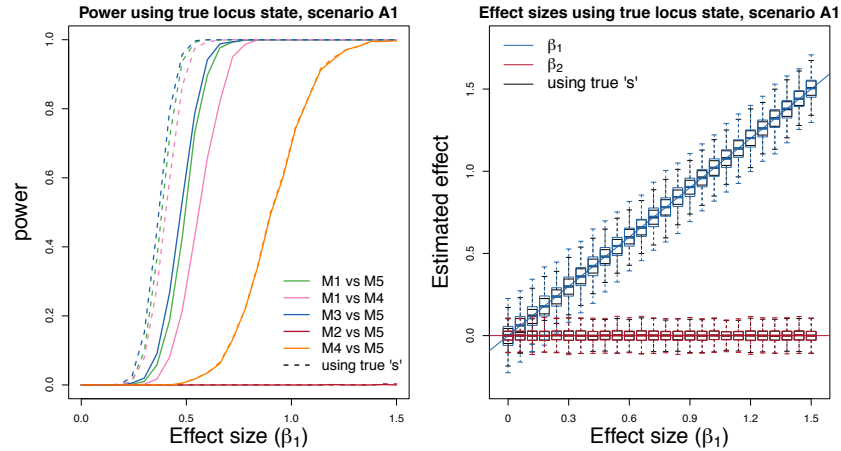 Power using true locus state, scenario A1
power
1.0
0.8
0.6
0.4
0.2
0.0
M1 vs M5
M1 vs M4
M3 vs M5
M2 vs M5
M4 vs M5
using true 's'
0.0 0.5 1.0 1.5
Effect size (β₁)
Effect sizes using true locus state, scenario A1
β₁
β₂
using true 's'
Estimated effect
1.5
1.0
0.5
0.0
0 0.3 0.6 0.9 1.2 1.5
Effect size (β₁)